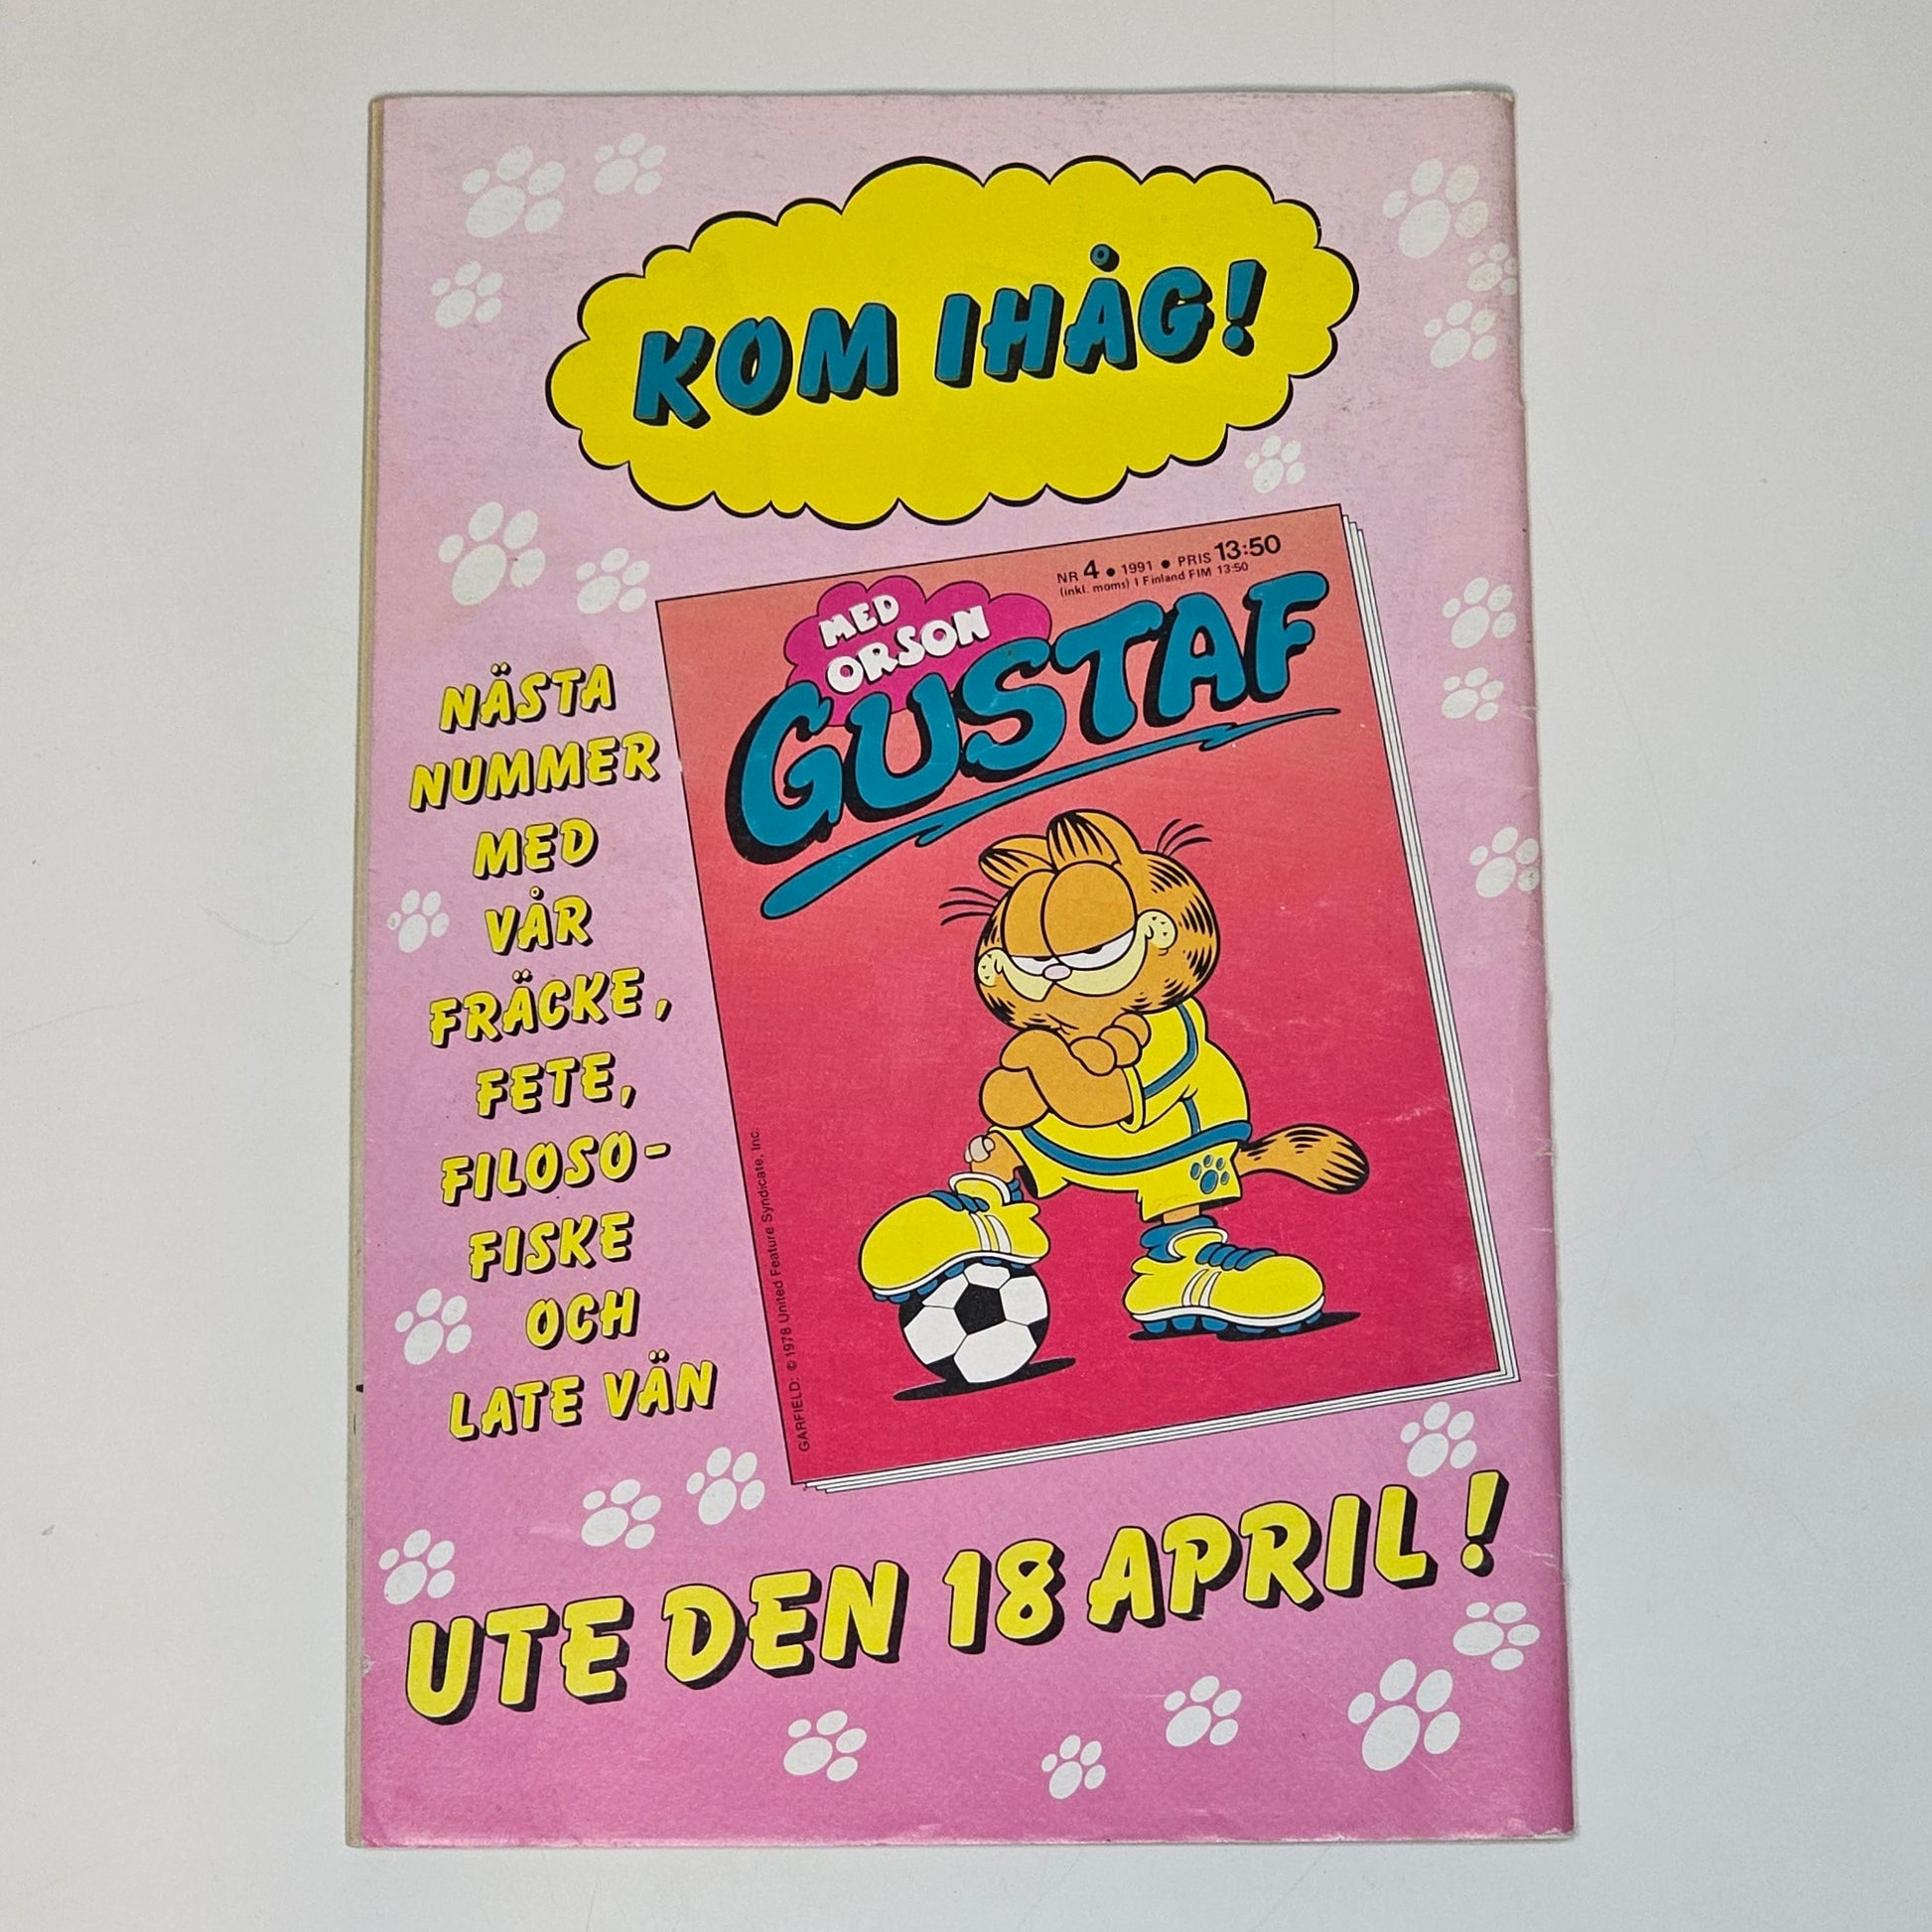 KOM IHÅG!
NR 4 • 1991 • PRIS 13:50
(inkl. moms) I Finland FIM 13:50
MED
ORSON
GUSTAF
NÄSTA
NUMMER
MED
VÅR
FRÄCKE,
FETE,
FILOSO-
FISKE
OCH
LATE VÄN
GARFIELD: © 1978 United Feature Syndicate, Inc.
UTE DEN 18 APRIL!